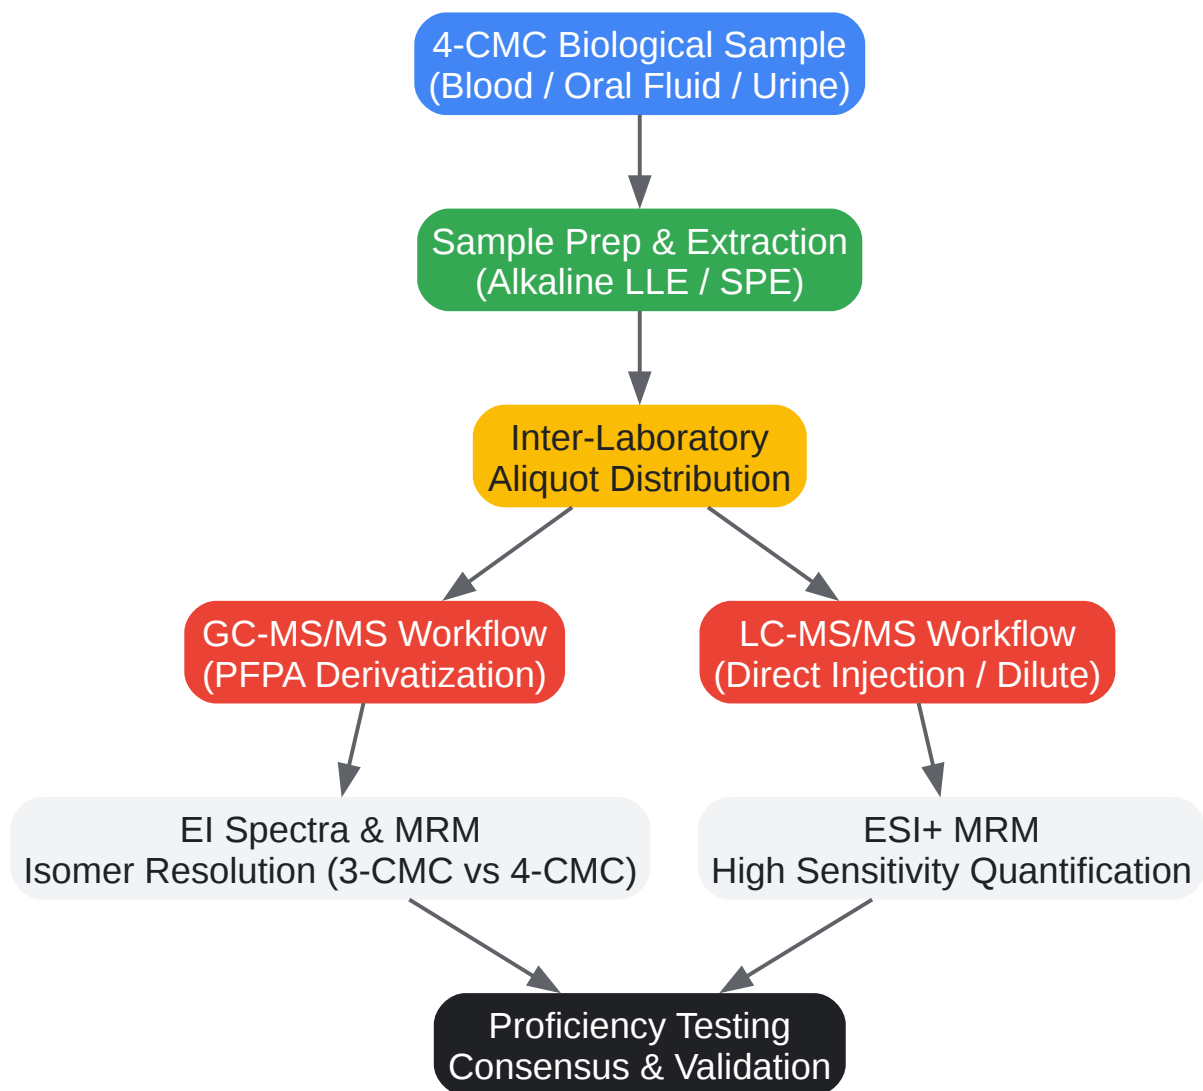 4-CMC Biological Sample
(Blood / Oral Fluid / Urine)
Sample Prep & Extraction
(Alkaline LLE / SPE)
Inter-Laboratory
Aliquot Distribution
GC-MS/MS Workflow
(PFPA Derivatization)
LC-MS/MS Workflow
(Direct Injection / Dilute)
EI Spectra & MRM
Isomer Resolution (3-CMC vs 4-CMC)
ESI+ MRM
High Sensitivity Quantification
Proficiency Testing
Consensus & Validation